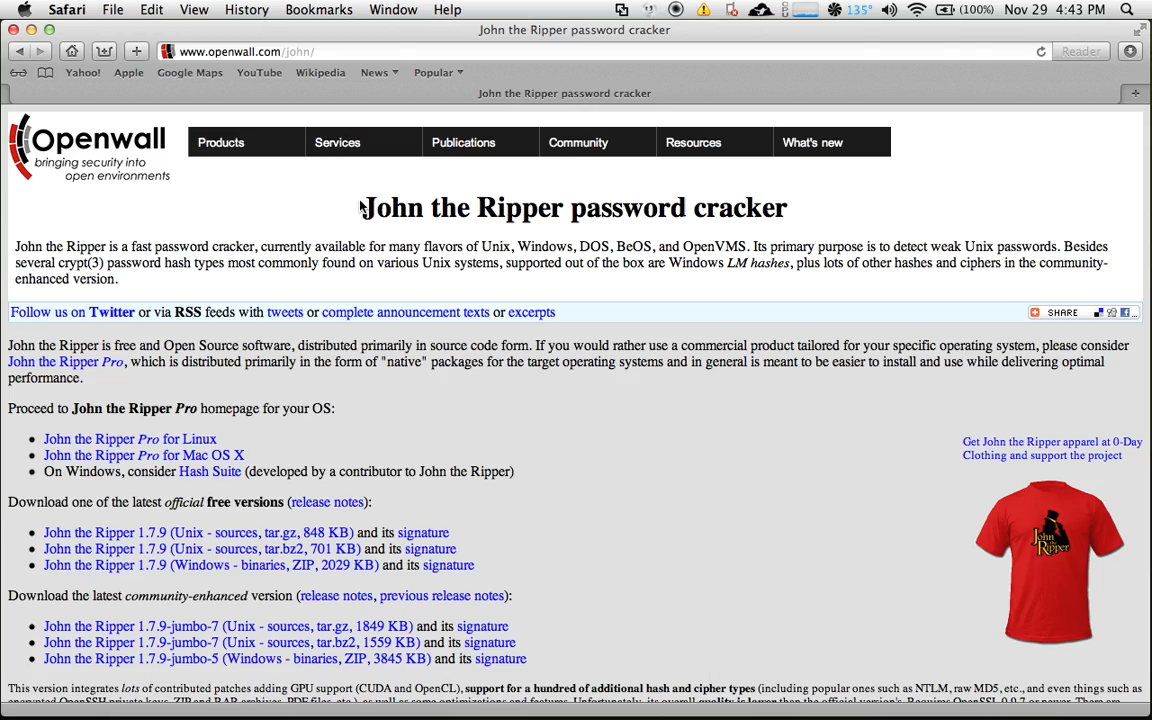 Safari File Edit View History Bookmarks Window Help 135° (100%) Nov 29 4:43 PM
John the Ripper password cracker
www.openwall.com/john/ Reader
Yahoo! Apple Google Maps YouTube Wikipedia News Popular
John the Ripper password cracker
Openwall
bringing security into
open environments
Products Services Publications Community Resources What's new
John the Ripper password cracker
John the Ripper is a fast password cracker, currently available for many flavors of Unix, Windows, DOS, BeOS, and OpenVMS. Its primary purpose is to detect weak Unix passwords. Besides
several crypt(3) password hash types most commonly found on various Unix systems, supported out of the box are Windows LM hashes, plus lots of other hashes and ciphers in the community-
enhanced version.
Follow us on Twitter or via RSS feeds with tweets or complete announcement texts or excerpts SHARE ...
John the Ripper is free and Open Source software, distributed primarily in source code form. If you would rather use a commercial product tailored for your specific operating system, please consider
John the Ripper Pro, which is distributed primarily in the form of "native" packages for the target operating systems and in general is meant to be easier to install and use while delivering optimal
performance.
Proceed to John the Ripper Pro homepage for your OS:
• John the Ripper Pro for Linux
• John the Ripper Pro for Mac OS X
• On Windows, consider Hash Suite (developed by a contributor to John the Ripper)
Get John the Ripper apparel at 0-Day
Clothing and support the project
John the Ripper
Download one of the latest official free versions (release notes):
• John the Ripper 1.7.9 (Unix - sources, tar.gz, 848 KB) and its signature
• John the Ripper 1.7.9 (Unix - sources, tar.bz2, 701 KB) and its signature
• John the Ripper 1.7.9 (Windows - binaries, ZIP, 2029 KB) and its signature
Download the latest community-enhanced version (release notes, previous release notes):
• John the Ripper 1.7.9-jumbo-7 (Unix - sources, tar.gz, 1849 KB) and its signature
• John the Ripper 1.7.9-jumbo-7 (Unix - sources, tar.bz2, 1559 KB) and its signature
• John the Ripper 1.7.9-jumbo-5 (Windows - binaries, ZIP, 3845 KB) and its signature
This version integrates lots of contributed patches adding GPU support (CUDA and OpenCL), support for a hundred of additional hash and cipher types (including popular ones such as NTLM, raw MD5, etc., and even things such as